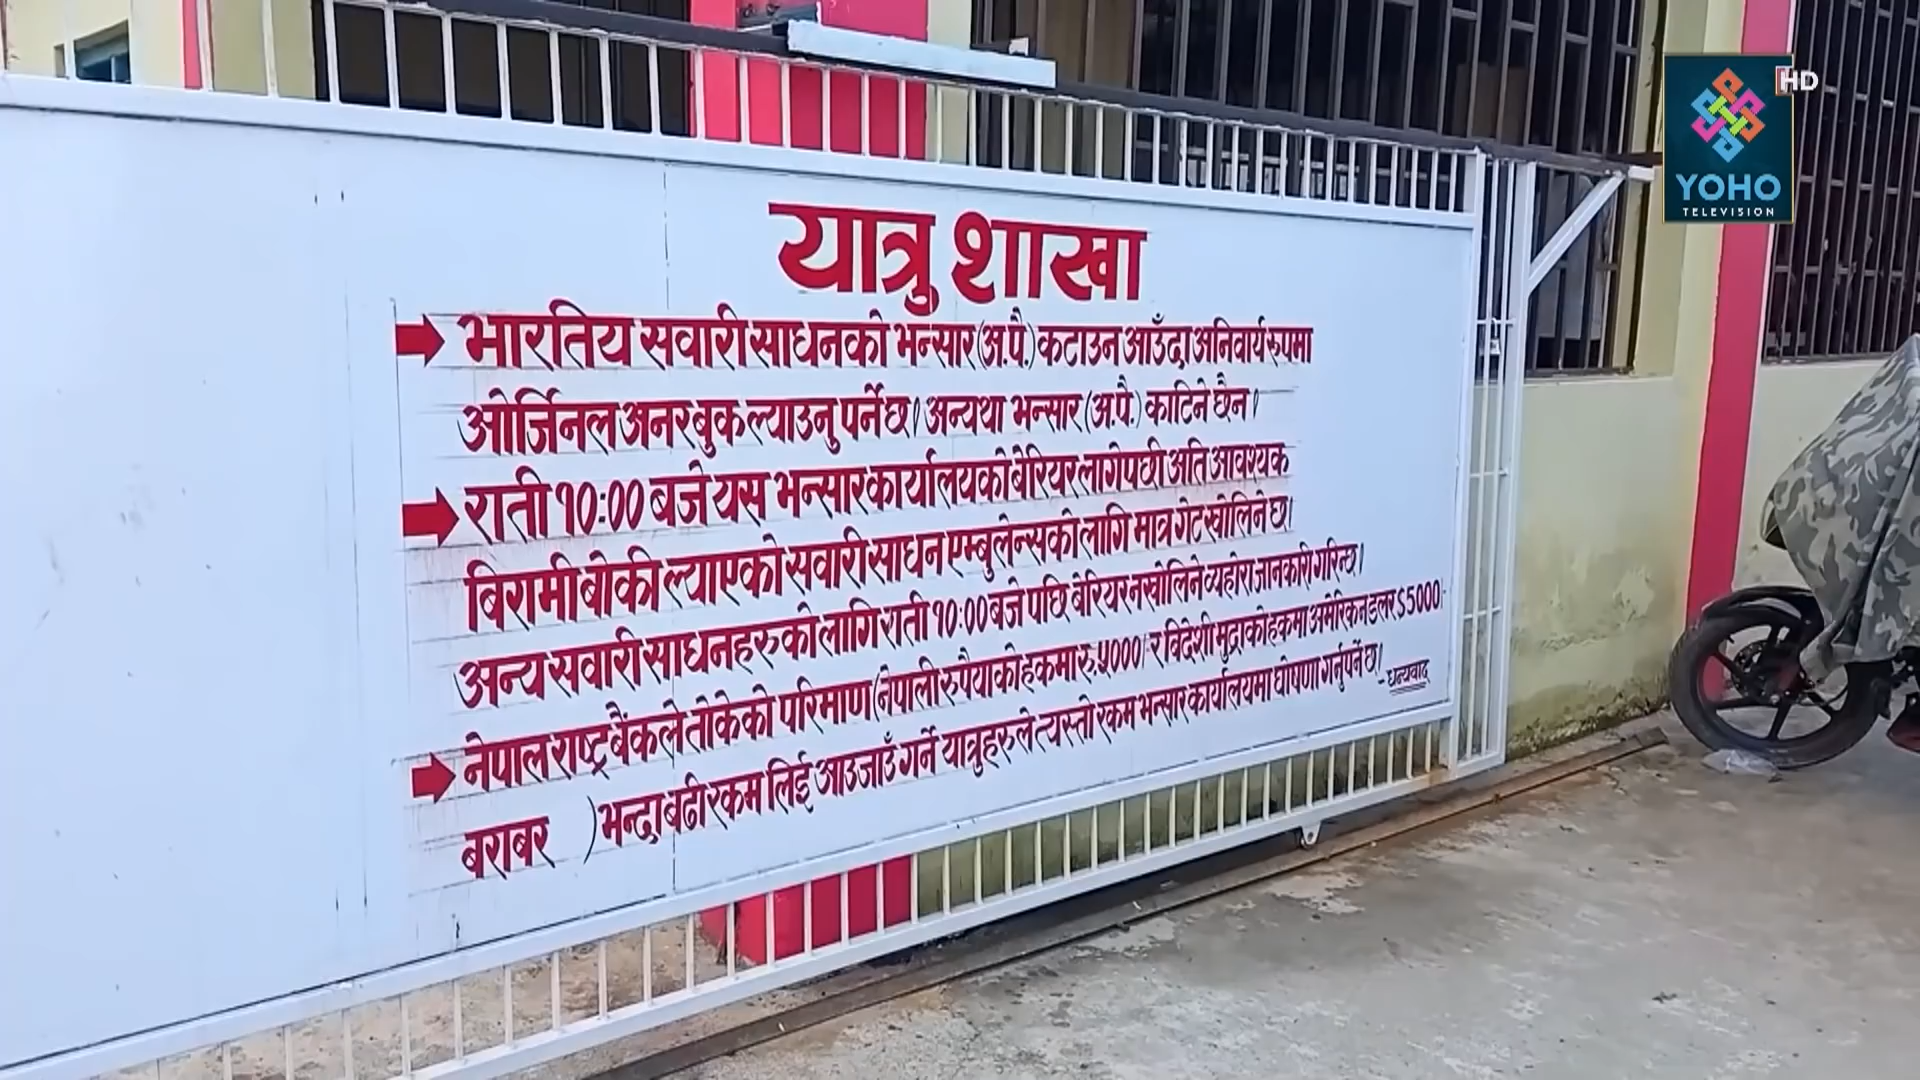 यात्रु शाखा
भारतिय सवारी साधनको भन्सार (अ.पै.) कटाउन आउँदा अनिवार्य रुपमा
ओर्जिनल अनरबुक ल्याउनु पर्नेछ। अन्यथा भन्सार (अ.पै.) काटिने छैन।
राती १०:०० बजे यस भन्सार कार्यालयको बेरियर लागेपछी अति आवश्यक
बिरामी बोकी ल्याएको सवारी साधन एम्बुलेन्सको लागि मात्र गेट खोलिने छ।
अन्य सवारी साधनहरुको लागि राती १०:०० बजे पछि बेरियर नखोलिने व्यहोरा जानकारी गरिन्छ।
नेपाल राष्ट्र बैंकले तोकेको परिमाण (नेपाली रुपैयाको हकमा रु. ५०००/- र विदेशी मुद्राको हकमा अमेरिकन डलर $ 5000/-
बराबर ) भन्दा बढी रकम लिई आउजाउँ गर्ने यात्रुहरुले त्यस्तो रकम भन्सार कार्यालयमा घोषणा गर्नुपर्ने छ।
- धन्यवाद
HD
YOHO
TELEVISION